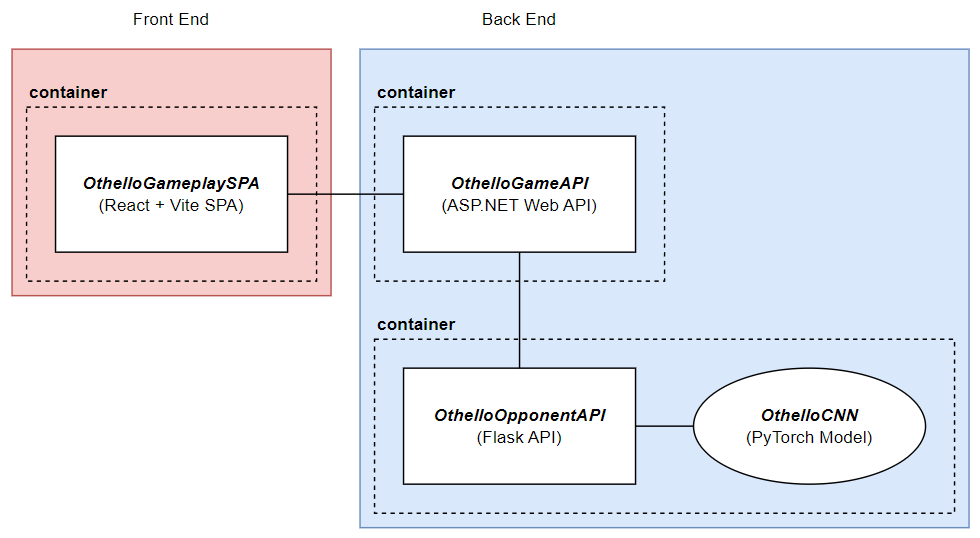 Front End
Back End
container
OthelloGameplaySPA
(React + Vite SPA)
container
OthelloGameAPI
(ASP.NET Web API)
container
OthelloOpponentAPI
(Flask API)
OthelloCNN
(PyTorch Model)